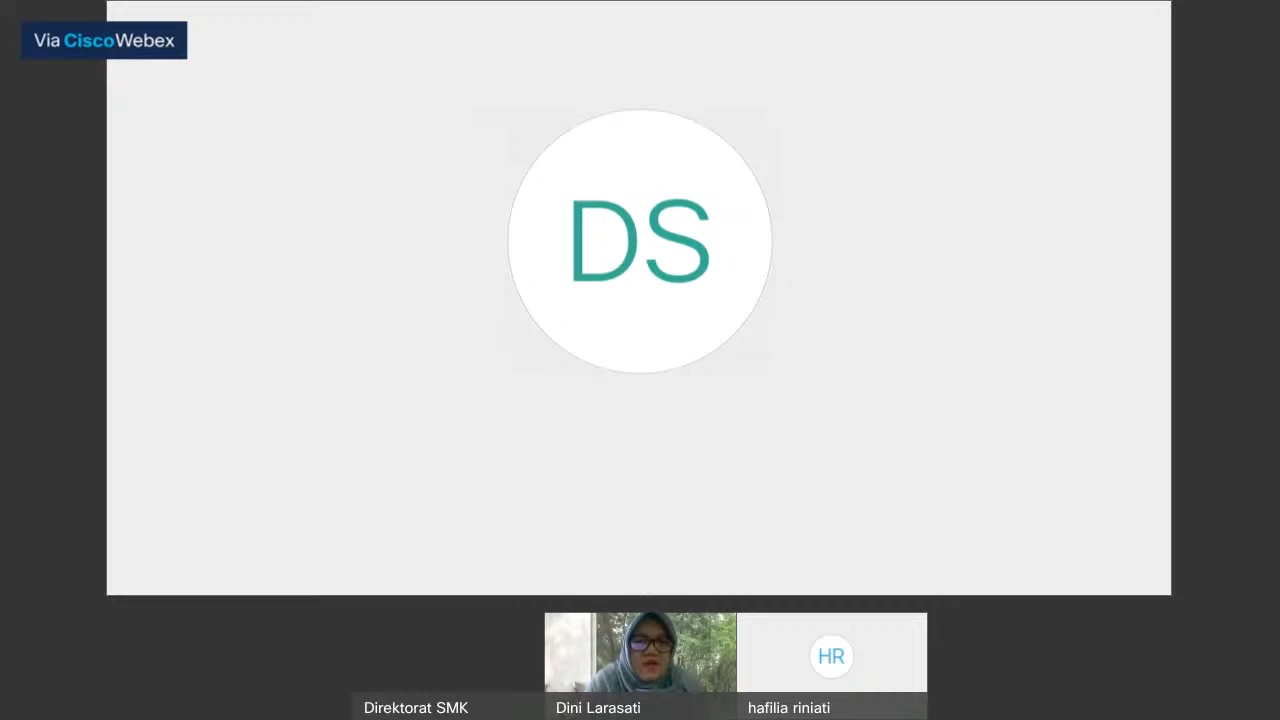 Via CiscoWebex
DS
HR
Direktorat SMK
Dini Larasati
hafilia riniati